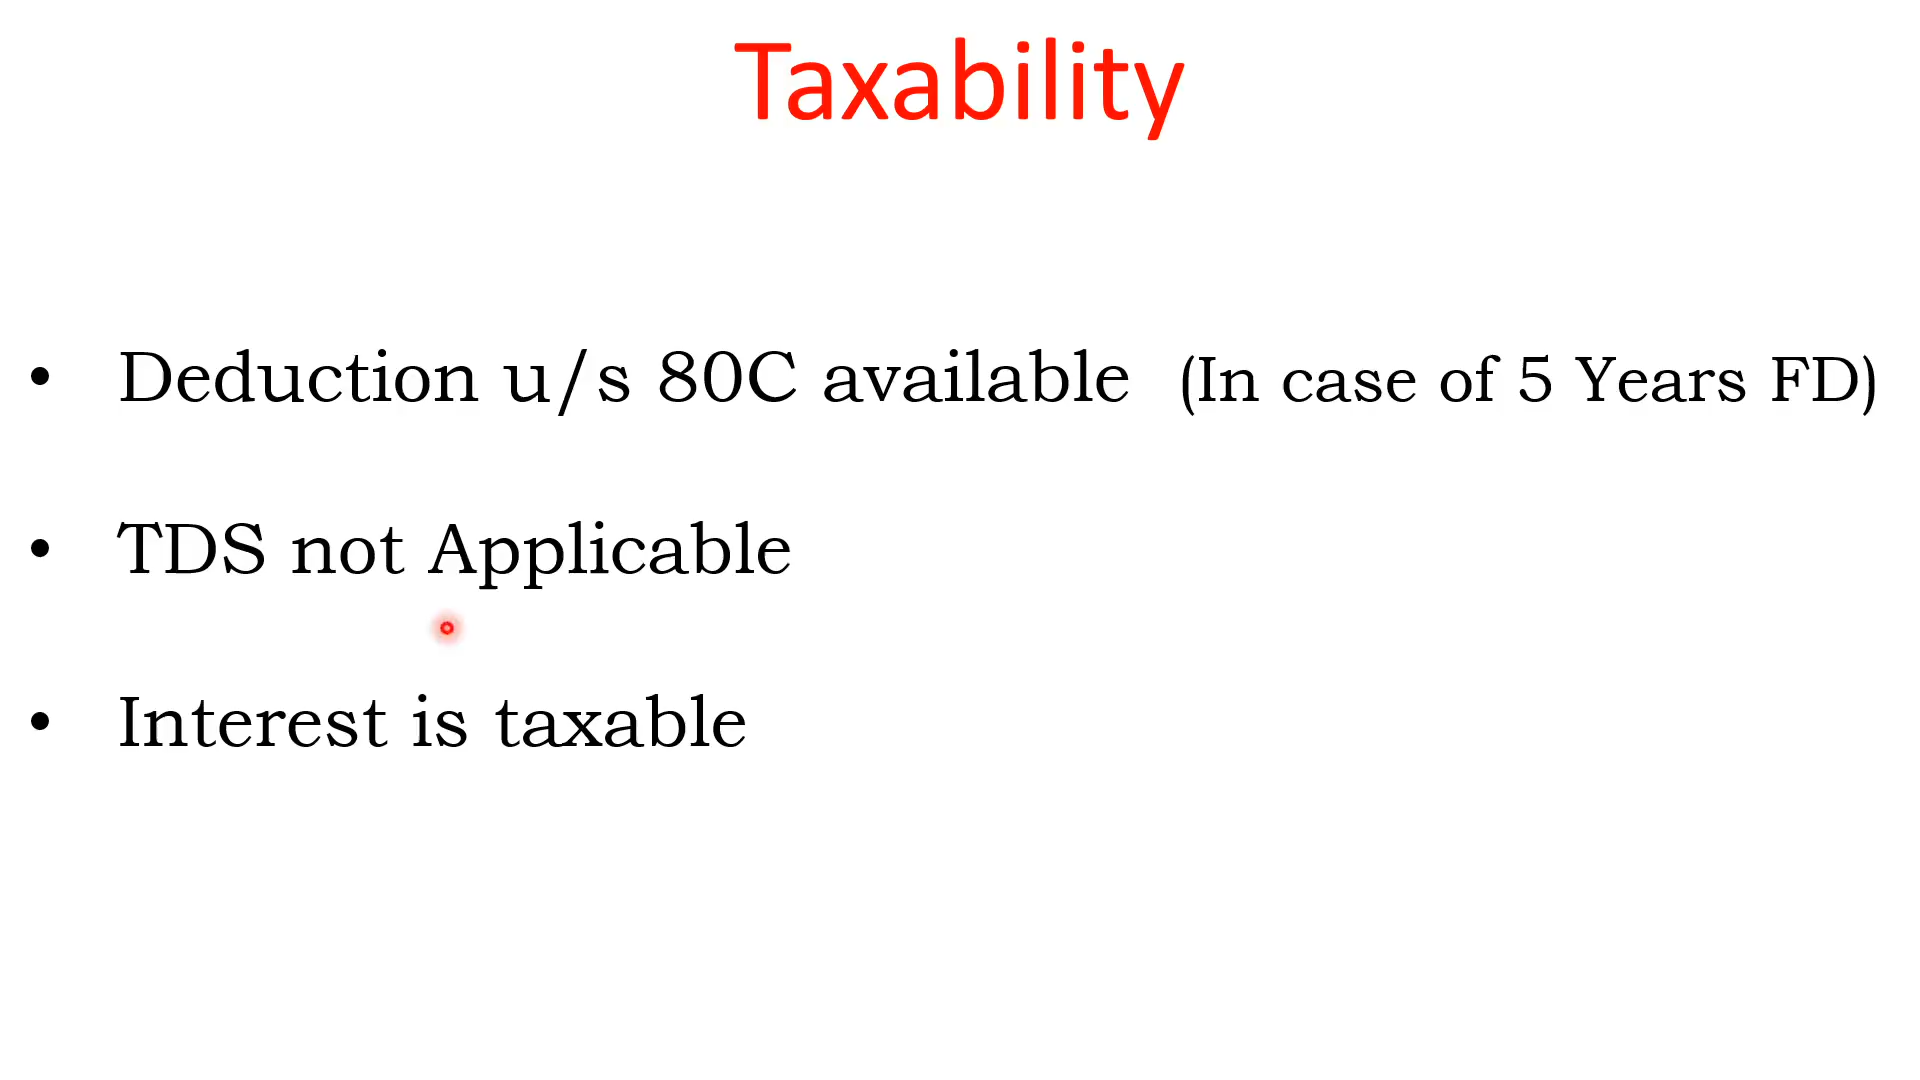 Taxability
• Deduction u/s 80C available (In case of 5 Years FD)
• TDS not Applicable
• Interest is taxable